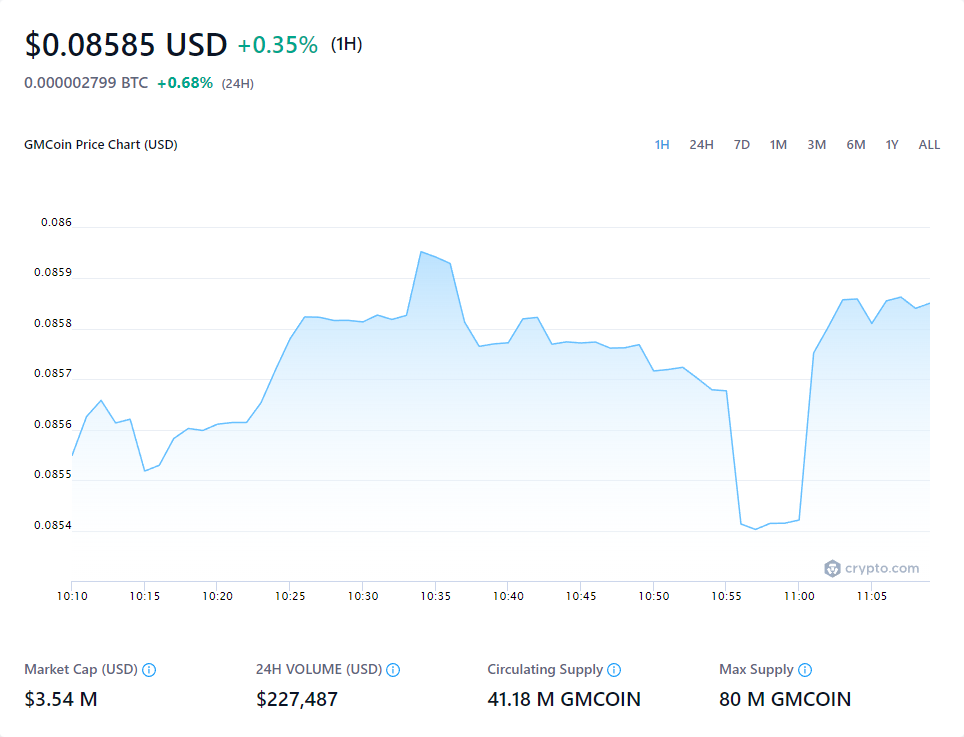 $0.08585 USD +0.35% (1H)
0.000002799 BTC +0.68% (24H)
GMCoin Price Chart (USD)
1H 24H 7D 1M 3M 6M 1Y ALL
0.086
0.0859
0.0858
0.0857
0.0856
0.0855
0.0854
crypto.com
10:10 10:15 10:20 10:25 10:30 10:35 10:40 10:45 10:50 10:55 11:00 11:05
Market Cap (USD) 24H VOLUME (USD) Circulating Supply Max Supply
$3.54 M $227,487 41.18 M GMCOIN 80 M GMCOIN